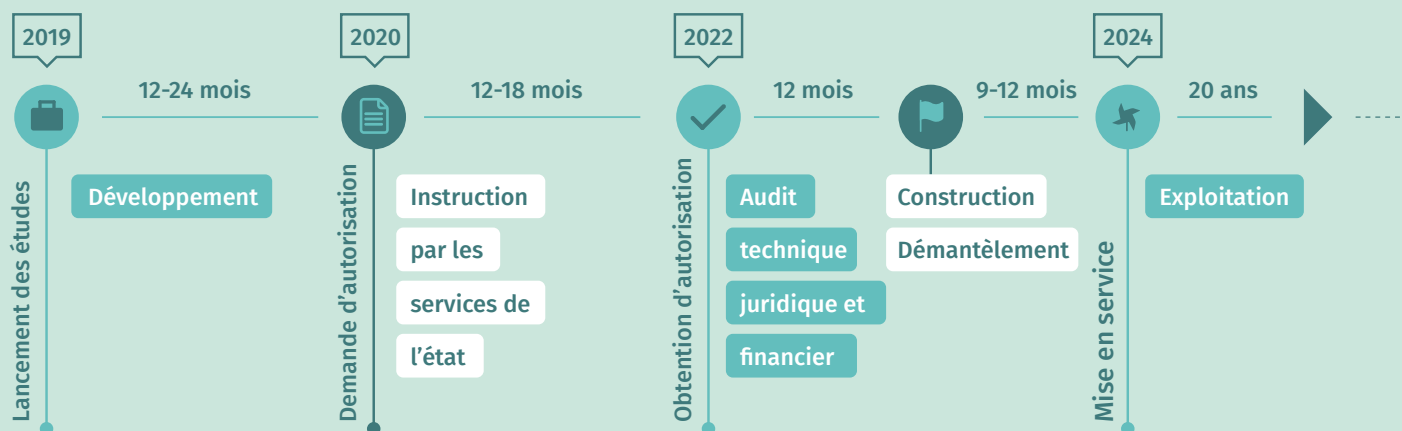 2019
2020
2022
2024
12-24 mois
12-18 mois
12 mois
9-12 mois
20 ans
Lancement des études
Développement
Demande d'autorisation
Instruction
par les
services de
l'état
Obtention d'autorisation
Audit
technique
juridique et
financier
Construction
Démantèlement
Mise en service
Exploitation